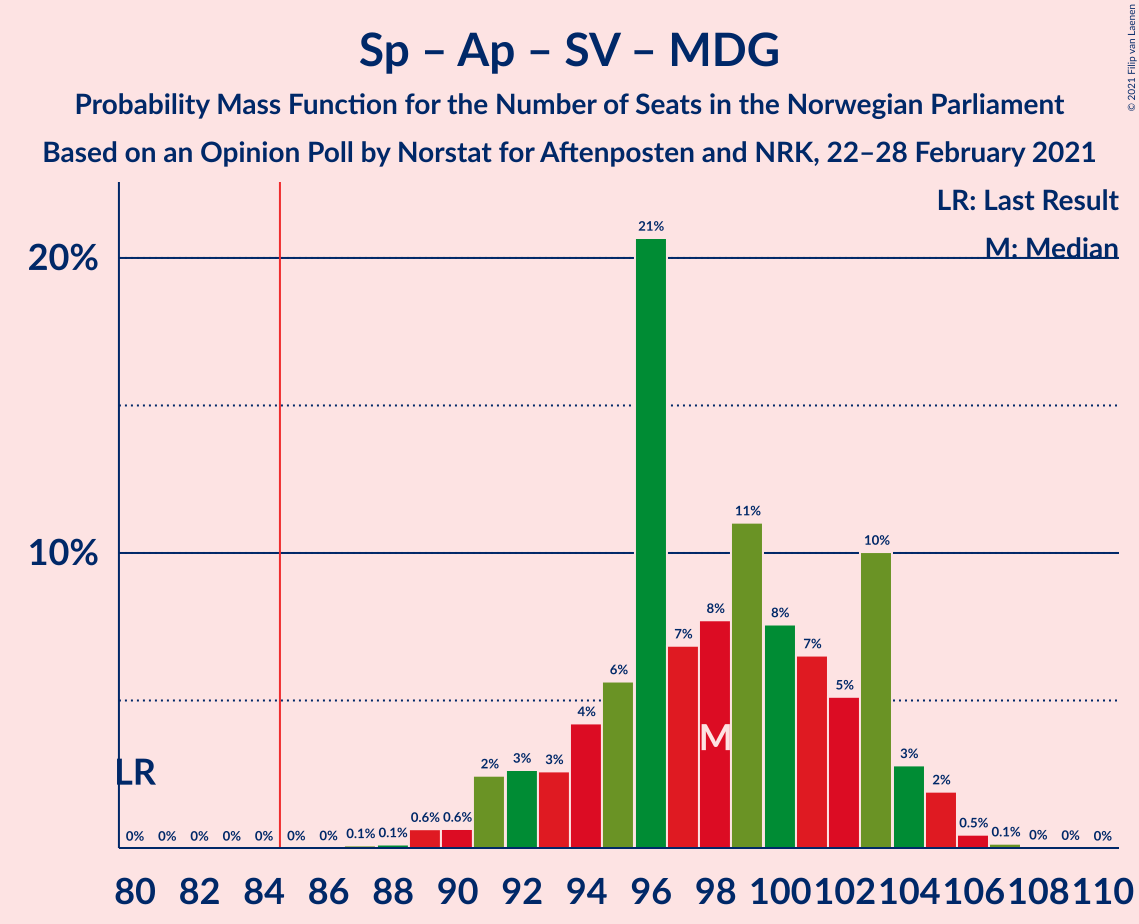 Sp – Ap – SV – MDG
Probability Mass Function for the Number of Seats in the Norwegian Parliament
Based on an Opinion Poll by Norstat for Aftenposten and NRK, 22–28 February 2021
© 2021 Filip van Laenen
LR: Last Result
M: Median
20%
10%
21%
11%
10%
8%
8%
7%
7%
6%
5%
4%
M
3%
3%
3%
2%
2%
LR
0% 0% 0% 0% 0% 0% 0% 0.1% 0.1% 0.6% 0.6% 0.5% 0.1% 0% 0% 0%
80 82 84 86 88 90 92 94 96 98 100 102 104 106 108 110